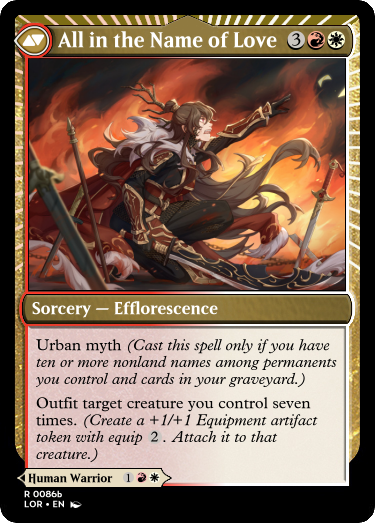 All in the Name of Love 3
Sorcery — Efflorescence
Urban myth (Cast this spell only if you have
ten or more nonland names among permanents
you control and cards in your graveyard.)
Outfit target creature you control seven
times. (Create a +1/+1 Equipment artifact
token with equip 2. Attach it to that
creature.)
Human Warrior 1
R 0086b
LOR • EN